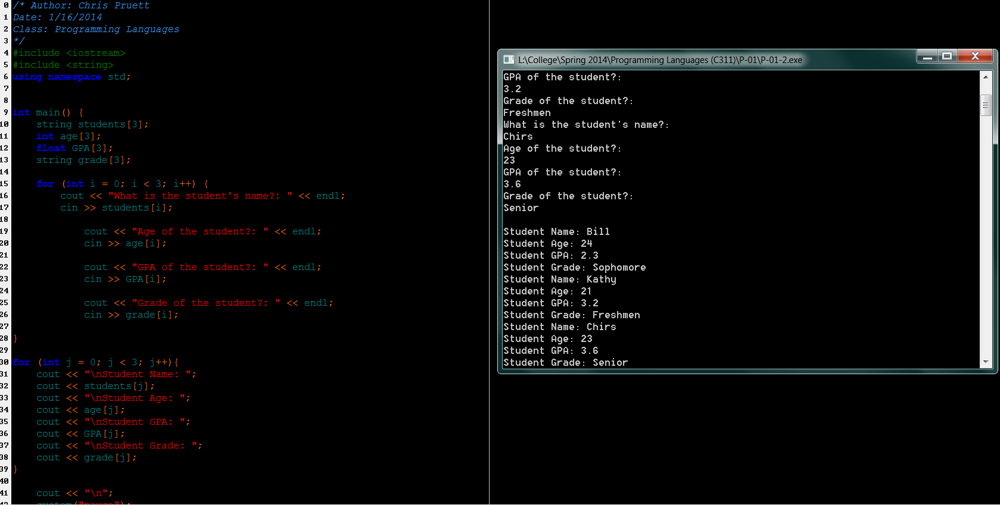 0 /* Author: Chris Pruett
1 Date: 1/16/2014
2 Class: Programming Languages
3 */
4 #include <iostream>
5 #include <string>
6 using namespace std;
7
8
9 int main() {
10     string students[3];
11     int age[3];
12     float GPA[3];
13     string grade[3];
14
15     for (int i = 0; i < 3; i++) {
16         cout << "What is the student's name?: " << endl;
17         cin >> students[i];
18
19             cout << "Age of the student?: " << endl;
20             cin >> age[i];
21
22             cout << "GPA of the student?: " << endl;
23             cin >> GPA[i];
24
25             cout << "Grade of the student?: " << endl;
26             cin >> grade[i];
27
28 }
29
30 for (int j = 0; j < 3; j++){
31     cout << "\nStudent Name: ";
32     cout << students[j];
33     cout << "\nStudent Age: ";
34     cout << age[j];
35     cout << "\nStudent GPA: ";
36     cout << GPA[j];
37     cout << "\nStudent Grade: ";
38     cout << grade[j];
39 }
40
41     cout << "\n";
42     system("pause");
L:\College\Spring 2014\Programming Languages (C311)\P-01\P-01-2.exe
GPA of the student?:
3.2
Grade of the student?:
Freshmen
What is the student's name?:
Chirs
Age of the student?:
23
GPA of the student?:
3.6
Grade of the student?:
Senior

Student Name: Bill
Student Age: 24
Student GPA: 2.3
Student Grade: Sophomore
Student Name: Kathy
Student Age: 21
Student GPA: 3.2
Student Grade: Freshmen
Student Name: Chirs
Student Age: 23
Student GPA: 3.6
Student Grade: Senior